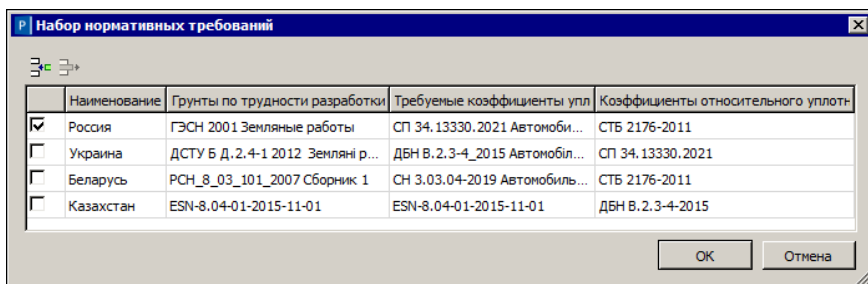 P Набор нормативных требований
Наименование Грунты по трудности разработки Требуемые коэффициенты упл Коэффициенты относительного уплотн
Россия ГЭСН 2001 Земляные работы СП 34.13330.2021 Автомоби... СТБ 2176-2011
Украина ДСТУ Б Д.2.4-1 2012 Земляні р... ДБН В.2.3-4_2015 Автомобіл... СП 34.13330.2021
Беларусь РСН_8_03_101_2007 Сборник 1 СН 3.03.04-2019 Автомобиль... СТБ 2176-2011
Казахстан ESN-8.04-01-2015-11-01 ESN-8.04-01-2015-11-01 ДБН В.2.3-4-2015
ОК Отмена